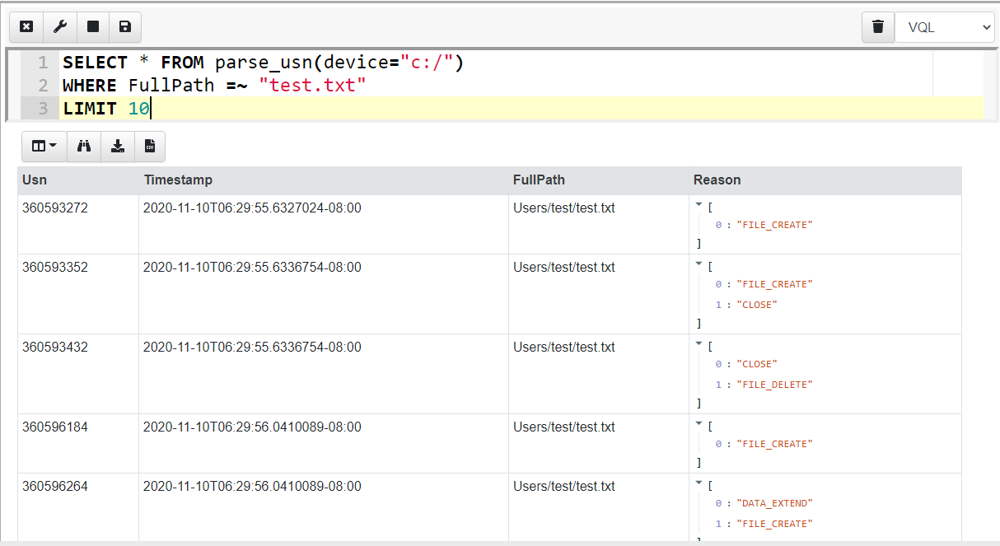 VQL
1 SELECT * FROM parse_usn(device="c:/")
2 WHERE FullPath =~ "test.txt"
3 LIMIT 10
CSV
Usn Timestamp FullPath Reason
360593272 2020-11-10T06:29:55.6327024-08:00 Users/test/test.txt [
0 : "FILE_CREATE"
]
360593352 2020-11-10T06:29:55.6336754-08:00 Users/test/test.txt [
0 : "FILE_CREATE"
1 : "CLOSE"
]
360593432 2020-11-10T06:29:55.6336754-08:00 Users/test/test.txt [
0 : "CLOSE"
1 : "FILE_DELETE"
]
360596184 2020-11-10T06:29:56.0410089-08:00 Users/test/test.txt [
0 : "FILE_CREATE"
]
360596264 2020-11-10T06:29:56.0410089-08:00 Users/test/test.txt [
0 : "DATA_EXTEND"
1 : "FILE_CREATE"
]